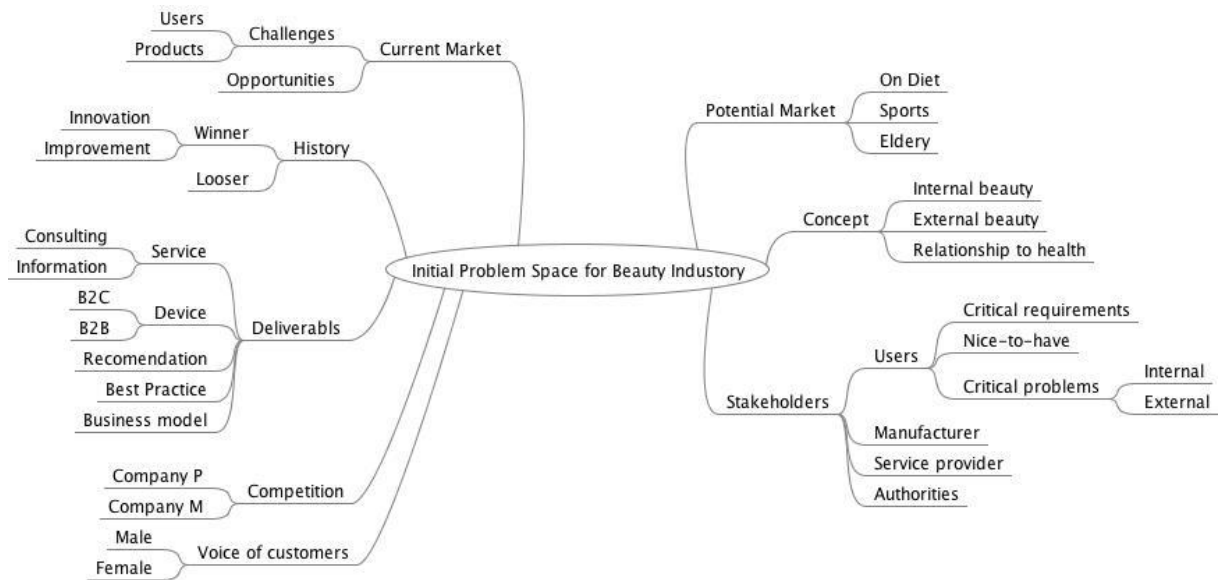 Initial Problem Space for Beauty Industory
Current Market
Challenges
Users
Products
Opportunities
History
Winner
Innovation
Improvement
Looser
Deliverabls
Service
Consulting
Information
Device
B2C
B2B
Recomendation
Best Practice
Business model
Competition
Company P
Company M
Voice of customers
Male
Female
Potential Market
On Diet
Sports
Eldery
Concept
Internal beauty
External beauty
Relationship to health
Stakeholders
Users
Critical requirements
Nice-to-have
Critical problems
Internal
External
Manufacturer
Service provider
Authorities